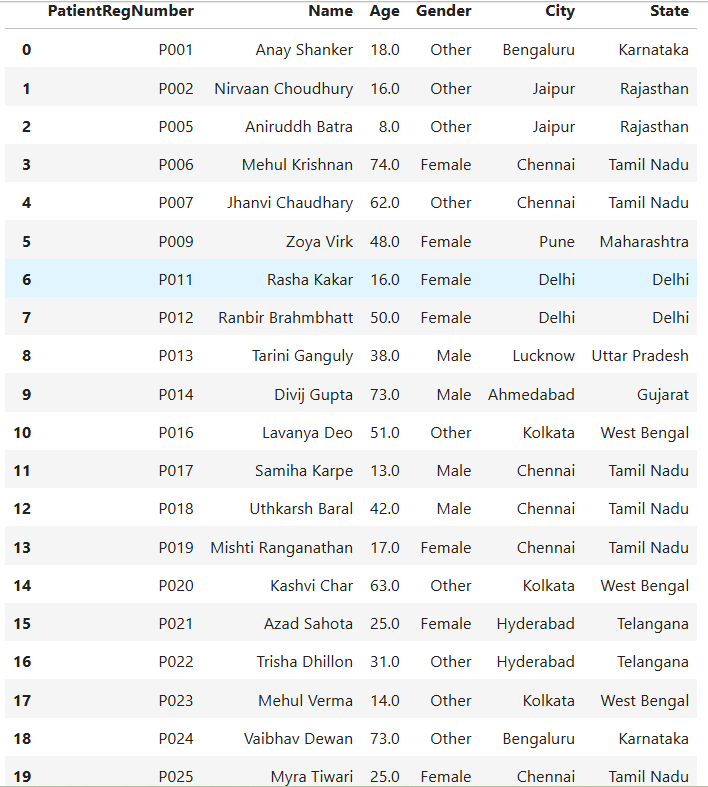 PatientRegNumber Name Age Gender City State
0 P001 Anay Shanker 18.0 Other Bengaluru Karnataka
1 P002 Nirvaan Choudhury 16.0 Other Jaipur Rajasthan
2 P005 Aniruddh Batra 8.0 Other Jaipur Rajasthan
3 P006 Mehul Krishnan 74.0 Female Chennai Tamil Nadu
4 P007 Jhanvi Chaudhary 62.0 Other Chennai Tamil Nadu
5 P009 Zoya Virk 48.0 Female Pune Maharashtra
6 P011 Rasha Kakar 16.0 Female Delhi Delhi
7 P012 Ranbir Brahmbhatt 50.0 Female Delhi Delhi
8 P013 Tarini Ganguly 38.0 Male Lucknow Uttar Pradesh
9 P014 Divij Gupta 73.0 Male Ahmedabad Gujarat
10 P016 Lavanya Deo 51.0 Other Kolkata West Bengal
11 P017 Samiha Karpe 13.0 Male Chennai Tamil Nadu
12 P018 Uthkarsh Baral 42.0 Male Chennai Tamil Nadu
13 P019 Mishti Ranganathan 17.0 Female Chennai Tamil Nadu
14 P020 Kashvi Char 63.0 Other Kolkata West Bengal
15 P021 Azad Sahota 25.0 Female Hyderabad Telangana
16 P022 Trisha Dhillon 31.0 Other Hyderabad Telangana
17 P023 Mehul Verma 14.0 Other Kolkata West Bengal
18 P024 Vaibhav Dewan 73.0 Other Bengaluru Karnataka
19 P025 Myra Tiwari 25.0 Female Chennai Tamil Nadu